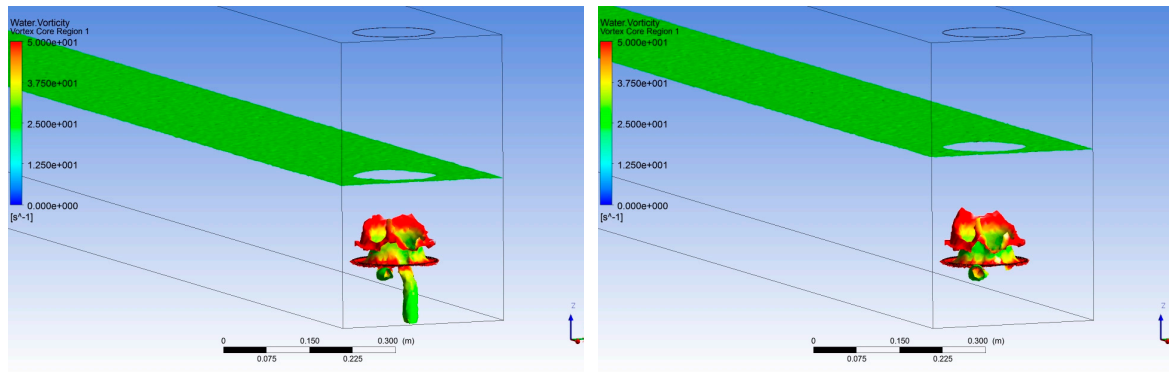 Water.Vorticity
Vortex Core Region 1
5.000e+001
3.750e+001
2.500e+001
1.250e+001
0.000e+000
[s^-1]
0 0.150 0.300 (m)
0.075 0.225
Z
Water.Vorticity
Vortex Core Region 1
5.000e+001
3.750e+001
2.500e+001
1.250e+001
0.000e+000
[s^-1]
0 0.150 0.300 (m)
0.075 0.225
Z